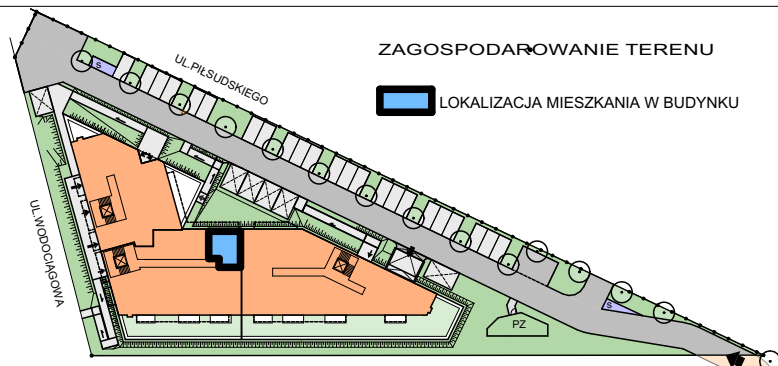 ZAGOSPODAROWANIE TERENU
UL.PIŁSUDSKIEGO
LOKALIZACJA MIESZKANIA W BUDYNKU
Ś
UL.WODOCIĄGOWA
Ś
PZ